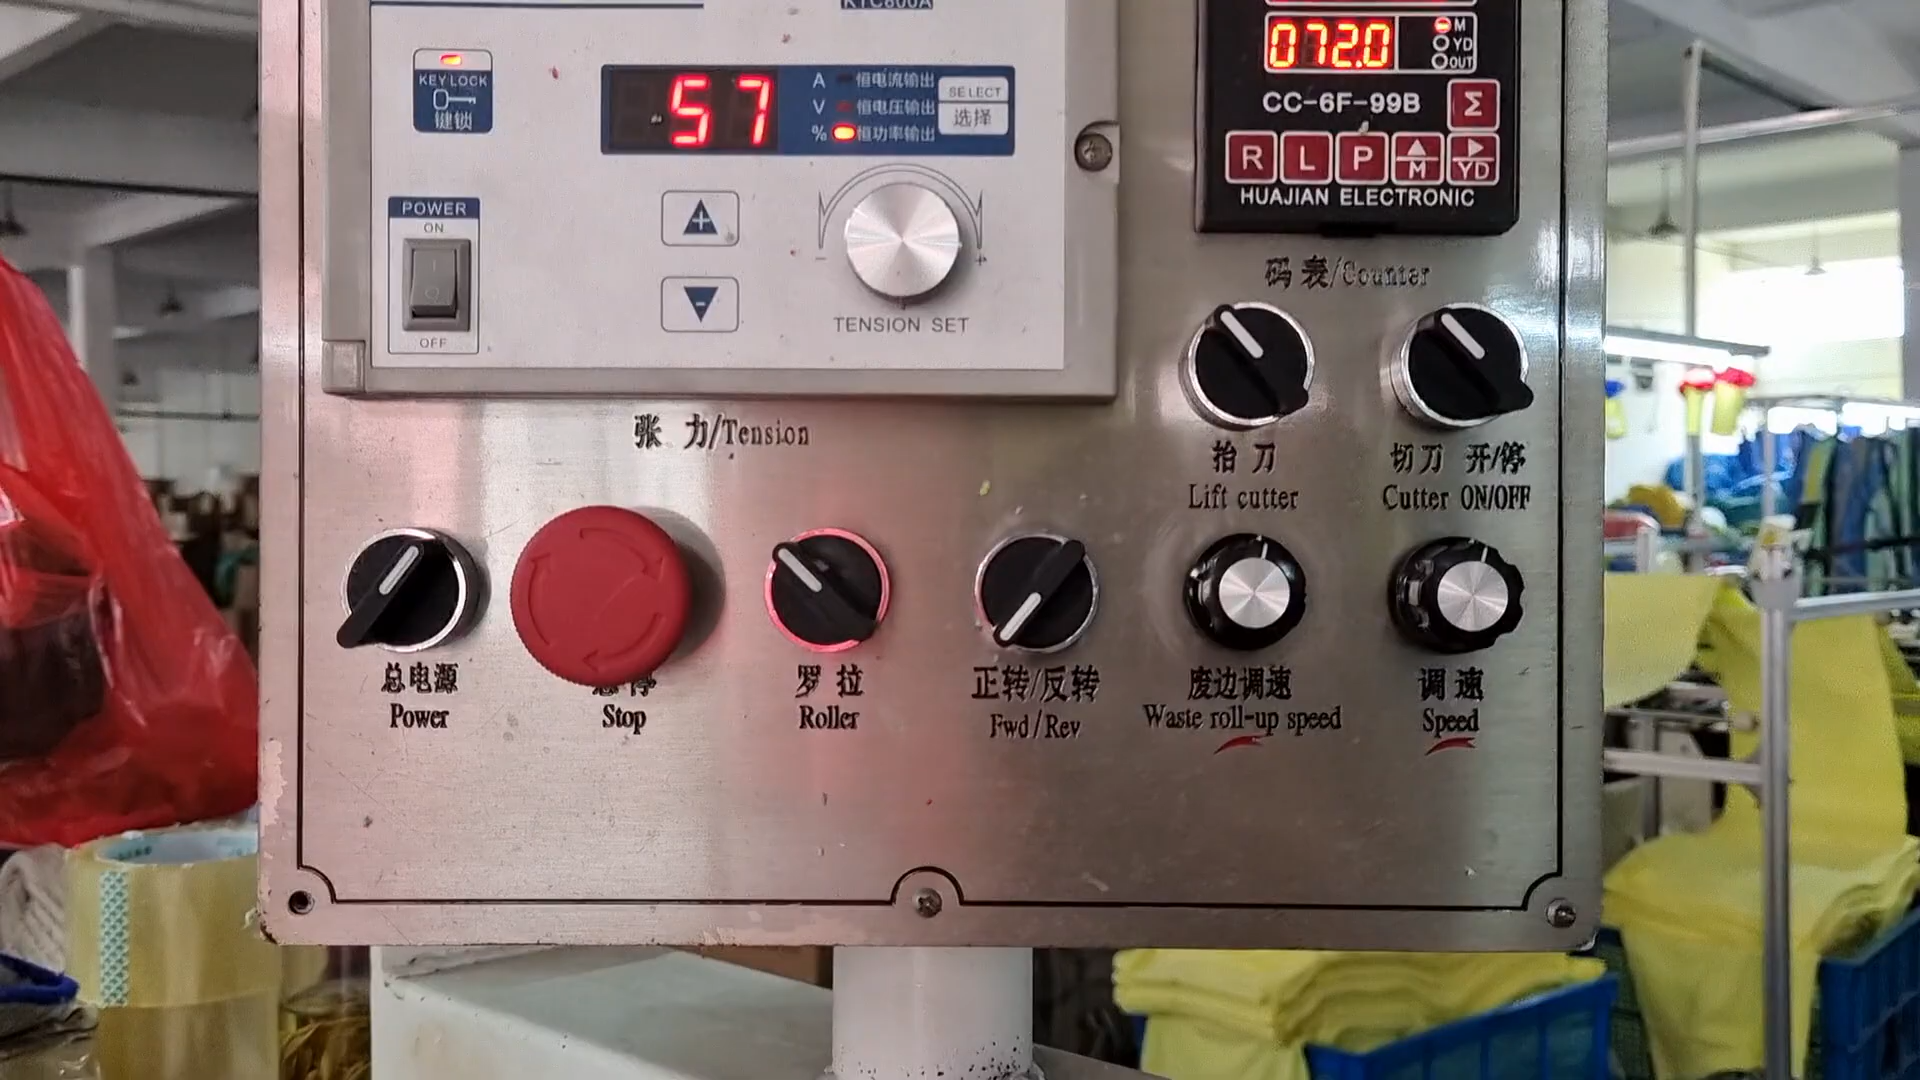 KTC800A
KEY LOCK
键锁
57
A 恒电流输出
V 恒电压输出
% 恒功率输出
SELECT
选择
POWER
ON
OFF
+
-
- +
TENSION SET
072.0
M
YD
OUT
CC-6F-99B
Σ
R L P M YD
HUAJIAN ELECTRONIC
码表/Counter
张力/Tension
抬刀
Lift cutter
切刀 开/停
Cutter ON/OFF
总电源
Power
Stop
罗拉
Roller
正转/反转
Fwd/Rev
废边调速
Waste roll-up speed
调速
Speed